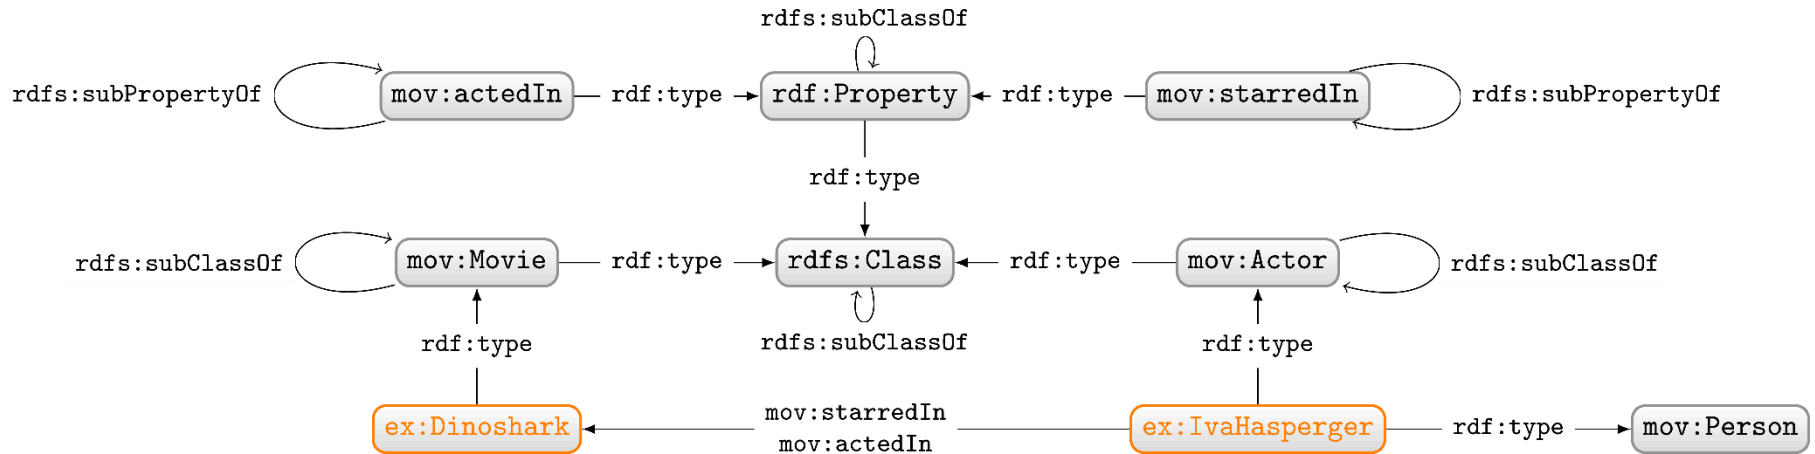 rdfs:subClassOf
rdfs:subPropertyOf
mov:actedIn
rdf:type
rdf:Property
rdf:type
mov:starredIn
rdfs:subPropertyOf
rdf:type
rdfs:subClassOf
mov:Movie
rdf:type
rdfs:Class
rdf:type
mov:Actor
rdfs:subClassOf
rdf:type
rdfs:subClassOf
rdf:type
ex:Dinoshark
mov:starredIn
mov:actedIn
ex:IvaHasperger
rdf:type
mov:Person